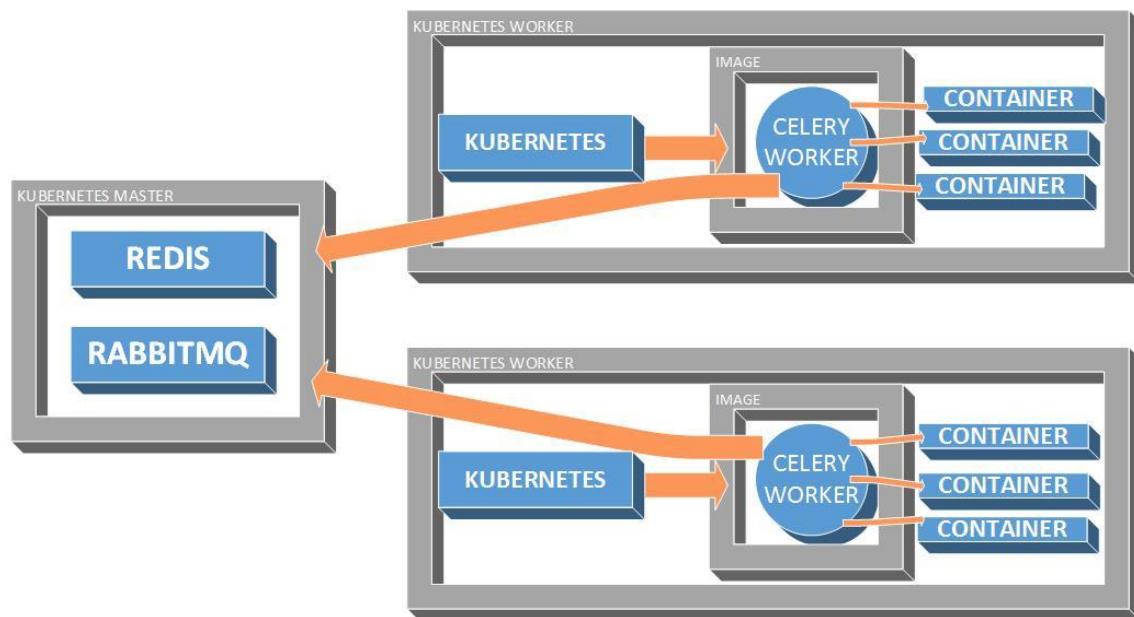 KUBERNETES MASTER
REDIS
RABBITMQ
KUBERNETES WORKER
KUBERNETES
IMAGE
CELERY
WORKER
CONTAINER
CONTAINER
CONTAINER
KUBERNETES WORKER
KUBERNETES
IMAGE
CELERY
WORKER
CONTAINER
CONTAINER
CONTAINER